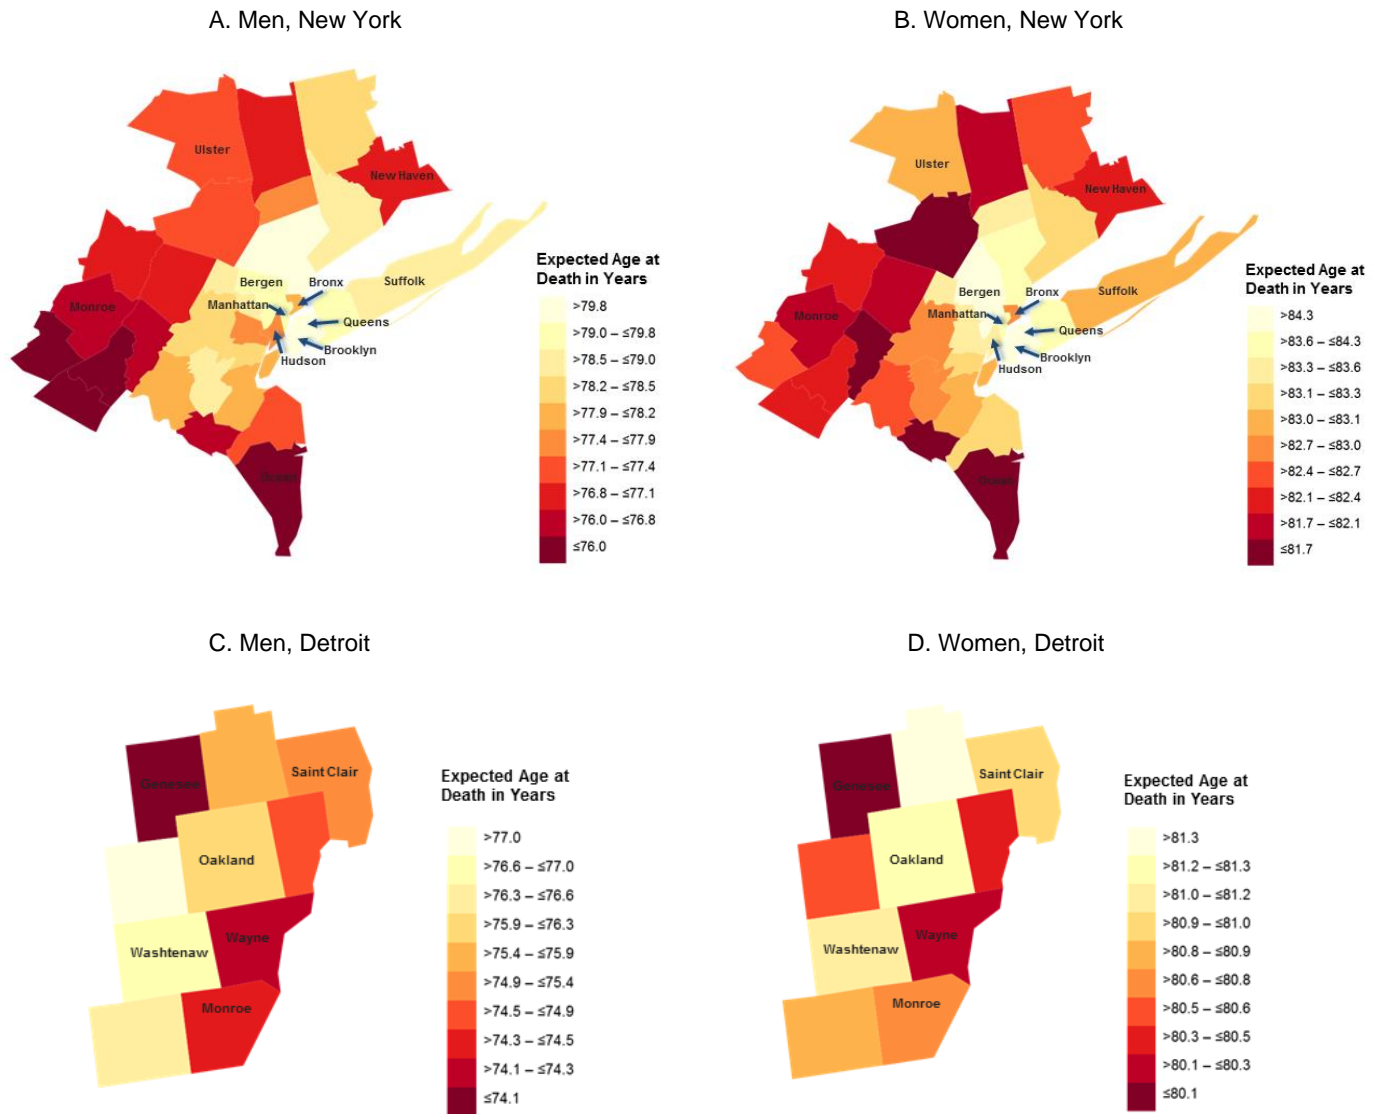 A. Men, New York
Ulster
New Haven
Monroe
Bergen
Bronx
Suffolk
Manhattan
Queens
Brooklyn
Hudson
Ocean
Expected Age at
Death in Years
>79.8
>79.0 – ≤79.8
>78.5 – ≤79.0
>78.2 – ≤78.5
>77.9 – ≤78.2
>77.4 – ≤77.9
>77.1 – ≤77.4
>76.8 – ≤77.1
>76.0 – ≤76.8
≤76.0
B. Women, New York
Ulster
New Haven
Monroe
Bergen
Bronx
Suffolk
Manhattan
Queens
Brooklyn
Hudson
Ocean
Expected Age at
Death in Years
>84.3
>83.6 – ≤84.3
>83.3 – ≤83.6
>83.1 – ≤83.3
>83.0 – ≤83.1
>82.7 – ≤83.0
>82.4 – ≤82.7
>82.1 – ≤82.4
>81.7 – ≤82.1
≤81.7
C. Men, Detroit
Genesee
Saint Clair
Oakland
Washtenaw
Wayne
Monroe
Expected Age at
Death in Years
>77.0
>76.6 – ≤77.0
>76.3 – ≤76.6
>75.9 – ≤76.3
>75.4 – ≤75.9
>74.9 – ≤75.4
>74.5 – ≤74.9
>74.3 – ≤74.5
>74.1 – ≤74.3
≤74.1
D. Women, Detroit
Genesee
Saint Clair
Oakland
Washtenaw
Wayne
Monroe
Expected Age at
Death in Years
>81.3
>81.2 – ≤81.3
>81.0 – ≤81.2
>80.9 – ≤81.0
>80.8 – ≤80.9
>80.6 – ≤80.8
>80.5 – ≤80.6
>80.3 – ≤80.5
>80.1 – ≤80.3
≤80.1